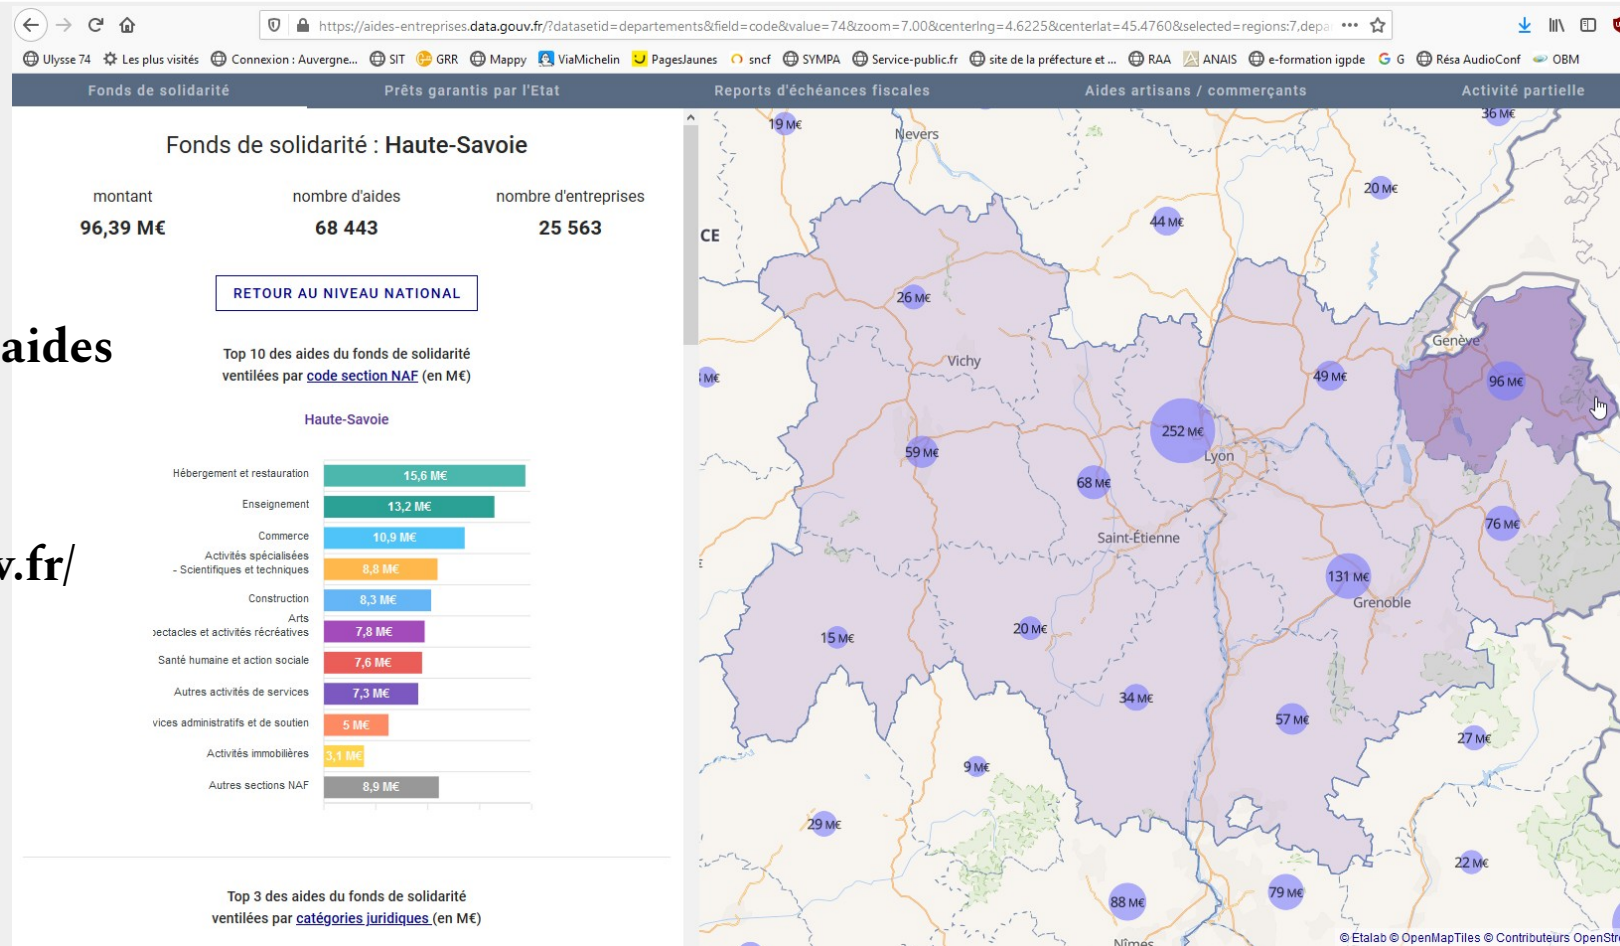 https://aides-entreprises.data.gouv.fr/?datasetid=departements&field=code&value=74&zoom=7.00&centerlng=4.6225&centerlat=45.4760&selected=regions:7,depa
Ulysse 74 Les plus visités Connexion : Auvergne... SIT GRR Mappy ViaMichelin PagesJaunes sncf SYMPA Service-public.fr site de la préfecture et ... RAA ANAIS e-formation igpde G Résa AudioConf OBM
Fonds de solidarité Prêts garantis par l'Etat Reports d'échéances fiscales Aides artisans / commerçants Activité partielle
Fonds de solidarité : Haute-Savoie
montant nombre d'aides nombre d'entreprises
96,39 M€ 68 443 25 563
RETOUR AU NIVEAU NATIONAL
aides
v.fr/
Top 10 des aides du fonds de solidarité
ventilées par code section NAF (en M€)
Haute-Savoie
Hébergement et restauration 15,6 M€
Enseignement 13,2 M€
Commerce 10,9 M€
Activités spécialisées
- Scientifiques et techniques 8,8 M€
Construction 8,3 M€
Arts
pectacles et activités récréatives 7,8 M€
Santé humaine et action sociale 7,6 M€
Autres activités de services 7,3 M€
vices administratifs et de soutien 5 M€
Activités immobilières 3,1 M€
Autres sections NAF 8,9 M€
Top 3 des aides du fonds de solidarité
ventilées par catégories juridiques (en M€)
19 M€
Nevers
36 M€
20 M€
44 M€
CE
26 M€
Genève
Vichy
M€
49 M€
96 M€
252 M€
59 M€
Lyon
68 M€
76 M€
Saint-Étienne
131 M€
Grenoble
15 M€
20 M€
34 M€
57 M€
27 M€
9 M€
29 M€
22 M€
79 M€
88 M€
Nîmes
© Etalab © OpenMapTiles © Contributeurs OpenStr